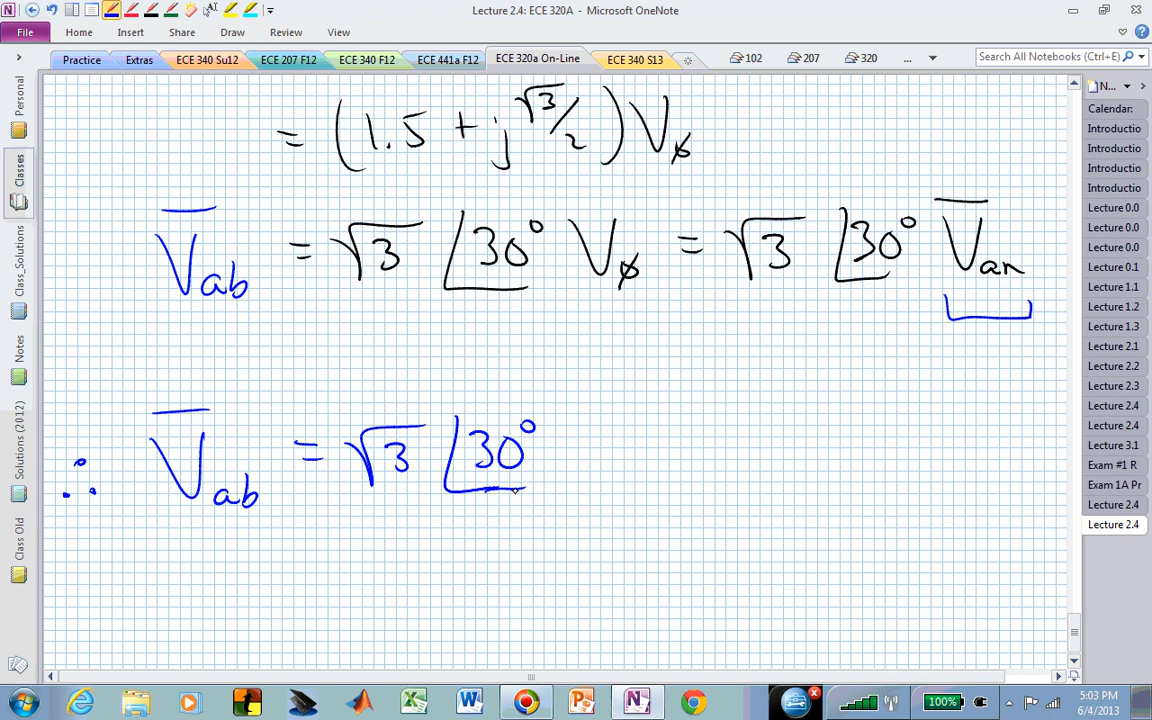 Lecture 2.4: ECE 320A - Microsoft OneNote
File Home Insert Share Draw Review View
Practice Extras ECE 340 Su12 ECE 207 F12 ECE 340 F12 ECE 441a F12 ECE 320a On-Line ECE 340 S13 102 207 320 ... Search All Notebooks (Ctrl+E)
N...
Calendar:
Introductio
Introductio
Introductio
Introductio
Lecture 0.0
Lecture 0.0
Lecture 0.0
Lecture 0.1
Lecture 1.1
Lecture 1.2
Lecture 1.3
Lecture 2.1
Lecture 2.2
Lecture 2.3
Lecture 2.4
Lecture 2.4
Lecture 3.1
Exam #1 R
Exam 1A Pr
Lecture 2.4
Lecture 2.4
Personal
Classes
Class_Solutions
Notes
Solutions (2012)
Class Old
= (1.5 + j √3/2) Vϕ
V̅ab = √3 ∠30° Vϕ = √3 ∠30° V̅an
∴ V̅ab = √3 ∠30°
100%
5:03 PM
6/4/2013